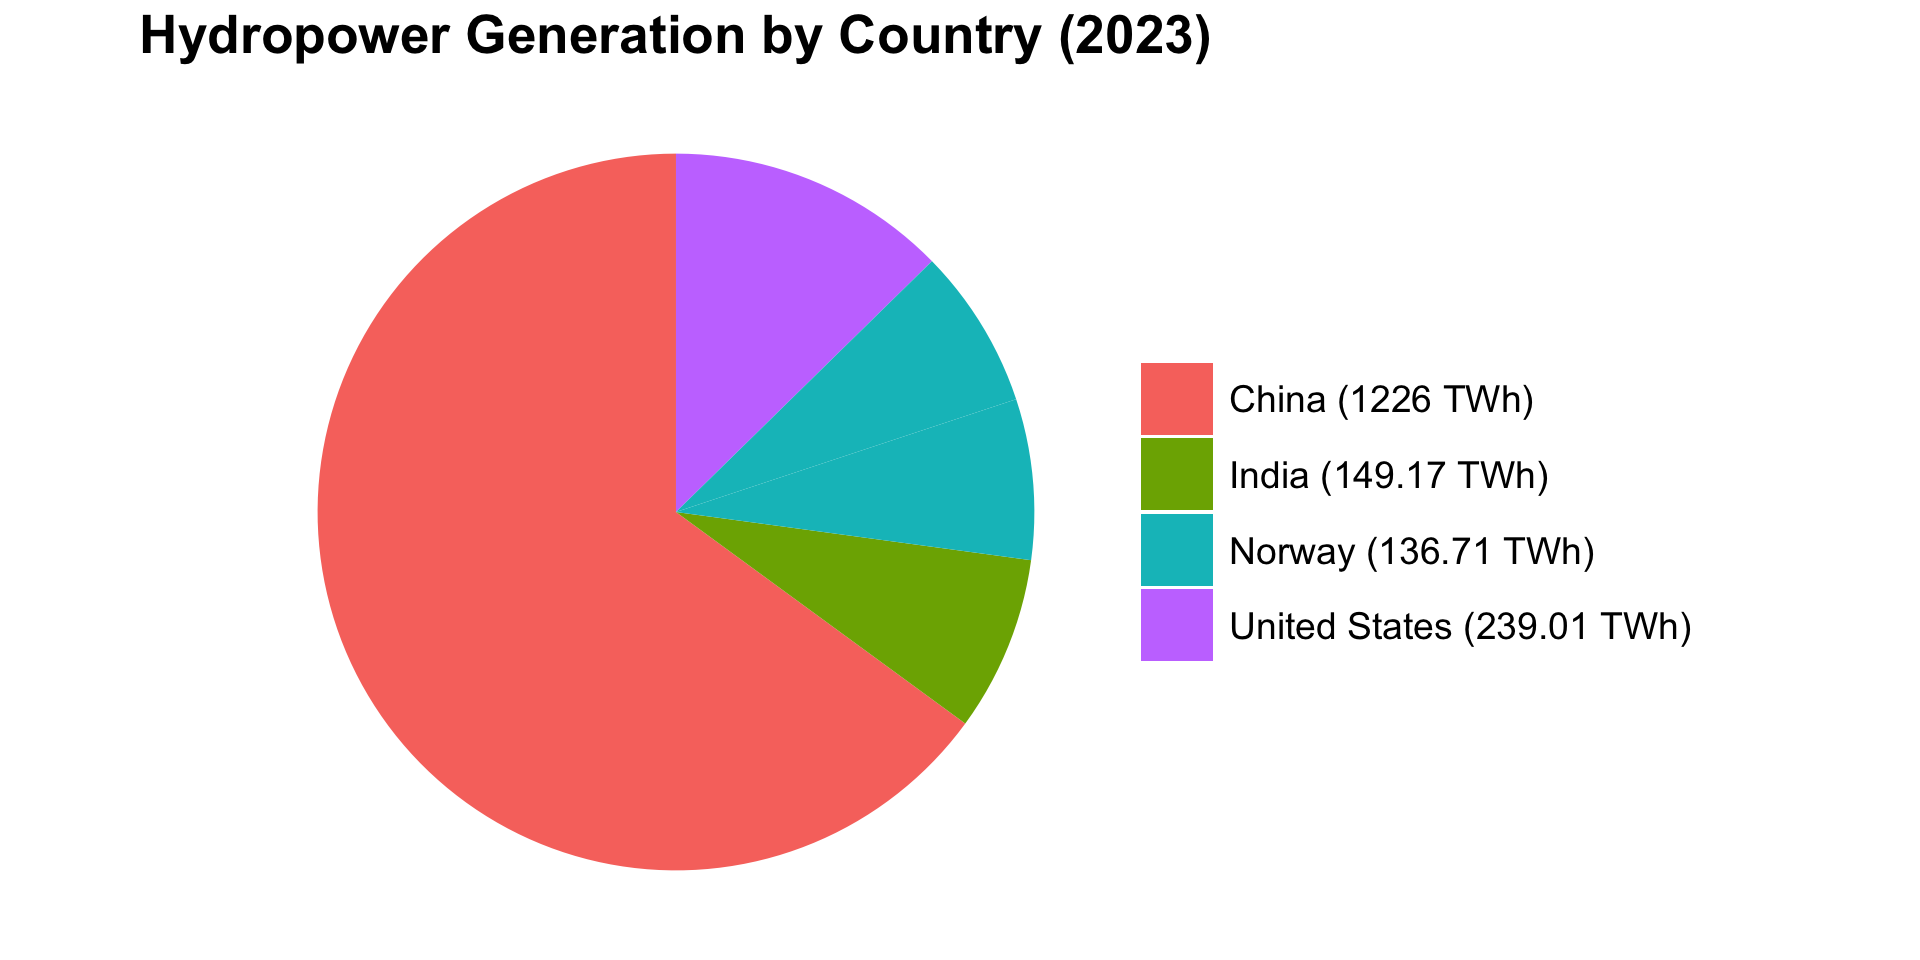 Hydropower Generation by Country (2023)
China (1226 TWh)
India (149.17 TWh)
Norway (136.71 TWh)
United States (239.01 TWh)